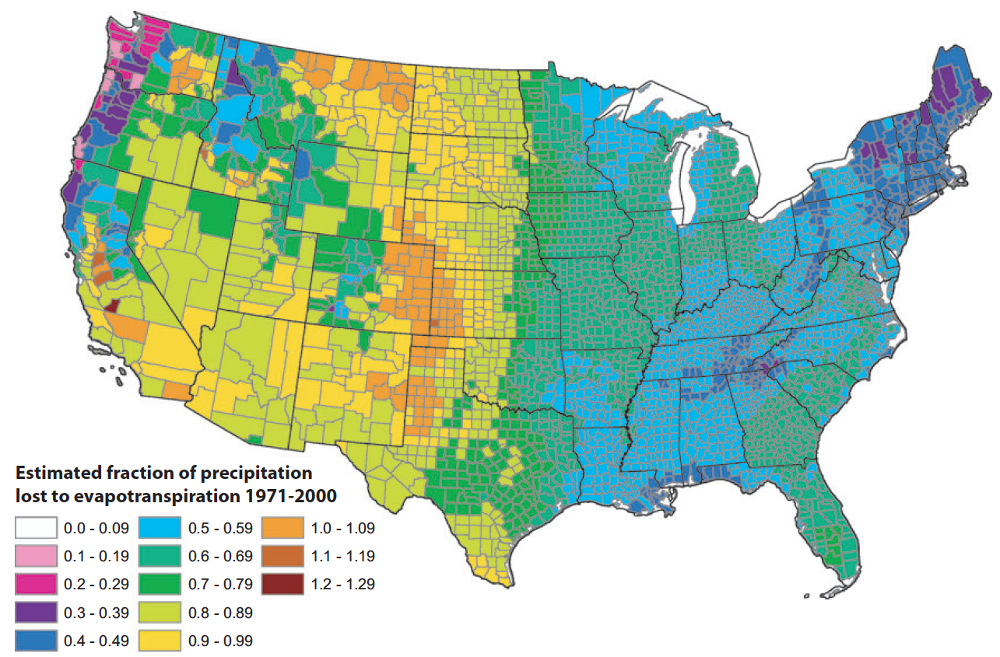 Estimated fraction of precipitation
lost to evapotranspiration 1971-2000
0.0 - 0.09
0.1 - 0.19
0.2 - 0.29
0.3 - 0.39
0.4 - 0.49
0.5 - 0.59
0.6 - 0.69
0.7 - 0.79
0.8 - 0.89
0.9 - 0.99
1.0 - 1.09
1.1 - 1.19
1.2 - 1.29